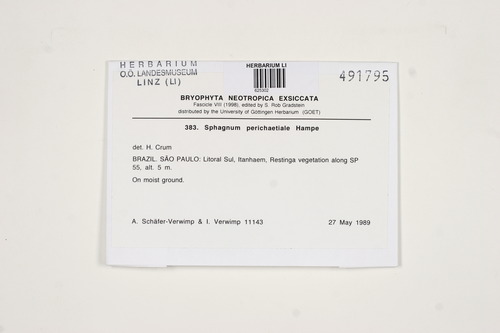 HERBARIUM
O.Ö. LANDESMUSEUM
LINZ (LI)
HERBARIUM LI
491795
BRYOPHYTA NEOTROPICA EXSICCATA
Fascicle VIII (1998), edited by S. Rob Gradstein
distributed by the University of Göttingen Herbarium (GOET)
383. Sphagnum perichaetiale Hampe
det. H. Crum
BRAZIL. SÃO PAULO: Litoral Sul, Itanhaem, Restinga vegetation along SP
55, alt. 5 m.
On moist ground.
A. Schäfer-Verwimp & I. Verwimp 11143
27 May 1989